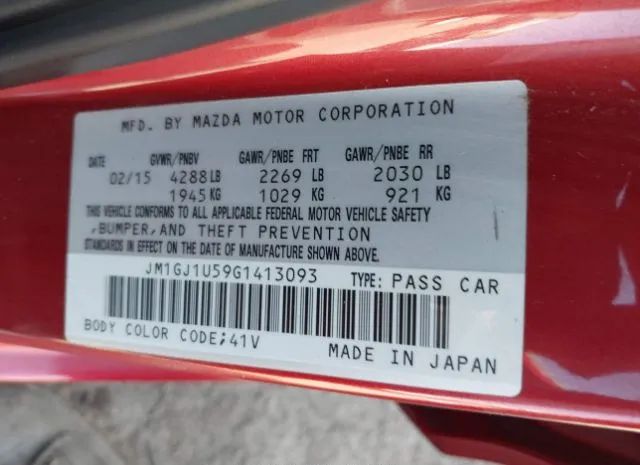 MFD. BY MAZDA MOTOR CORPORATION
DATE GVWR/PNBV GAWR/PNBE FRT GAWR/PNBE RR
02/15 4288 LB 2269 LB 2030 LB
1945 KG 1029 KG 921 KG
THIS VEHICLE CONFORMS TO ALL APPLICABLE FEDERAL MOTOR VEHICLE SAFETY
,BUMPER,AND THEFT PREVENTION
STANDARDS IN EFFECT ON THE DATE OF MANUFACTURE SHOWN ABOVE.
JM1GJ1U59G1413093 TYPE: PASS CAR
BODY COLOR CODE;41V
MADE IN JAPAN